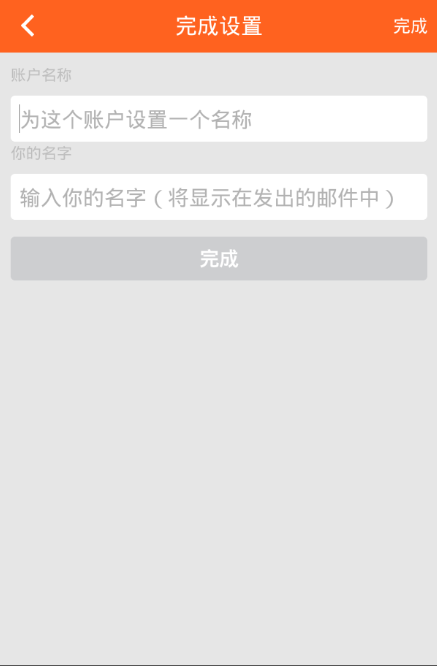 完成设置
完成
账户名称
为这个账户设置一个名称
你的名字
输入你的名字（将显示在发出的邮件中）
完成